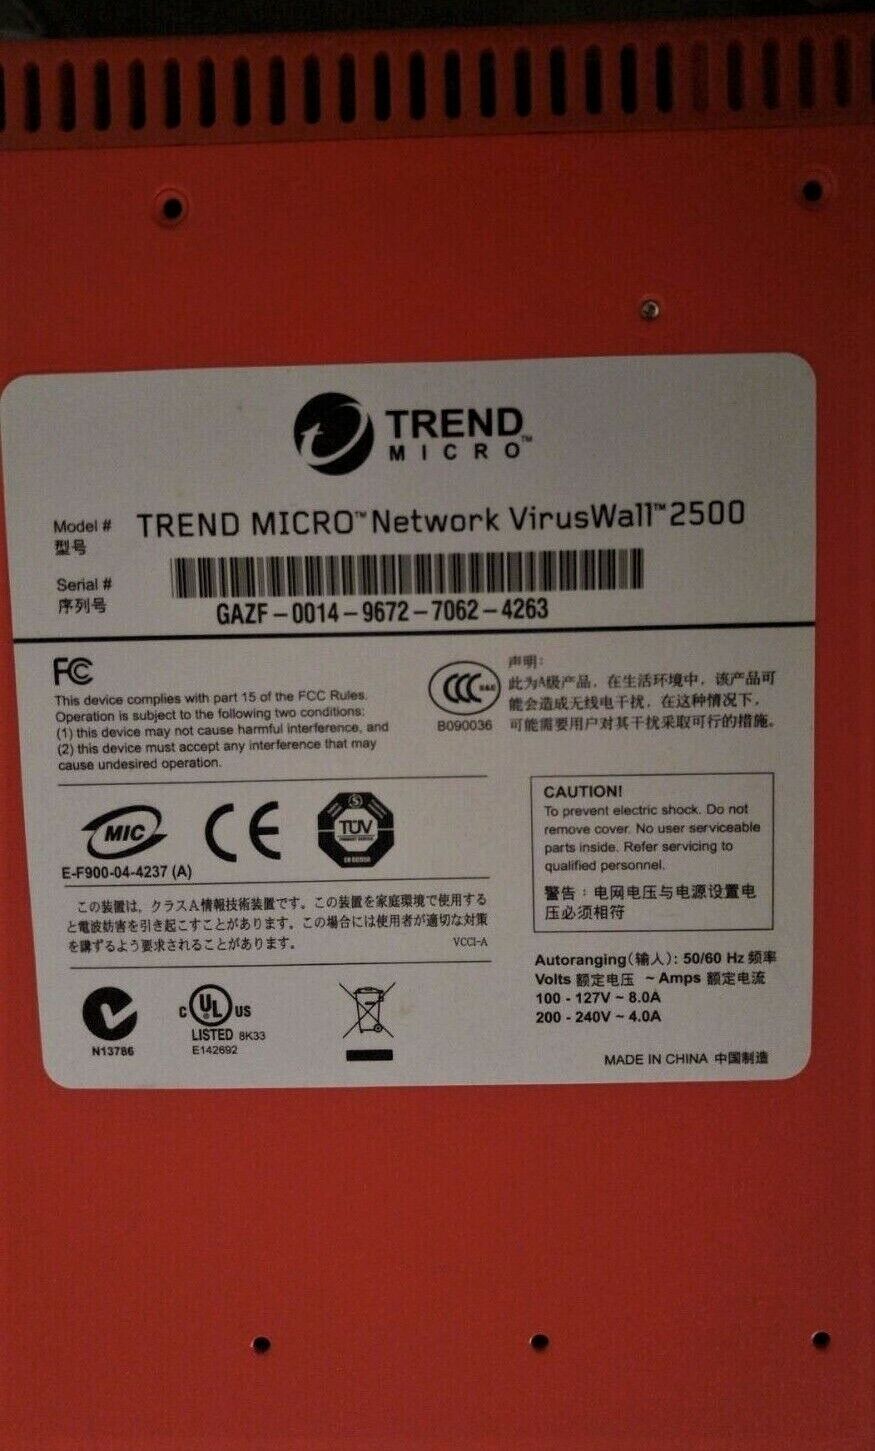 TREND
MICRO™
Model # TREND MICRO™ Network VirusWall™ 2500
型号
Serial #
序列号
GAZF-0014-9672-7062-4263
FC
This device complies with part 15 of the FCC Rules.
Operation is subject to the following two conditions:
(1) this device may not cause harmful interference, and
(2) this device must accept any interference that may
cause undesired operation.
CCC S&E
B090036
声明:
此为A级产品，在生活环境中，该产品可
能会造成无线电干扰，在这种情况下，
可能需要用户对其干扰采取可行的措施。
MIC
E-F900-04-4237 (A)
CE
TÜV
この装置は、クラスA情報技術装置です。この装置を家庭環境で使用する
と電波妨害を引き起こすことがあります。この場合には使用者が適切な対策
を講ずるよう要求されることがあります。 VCCI-A
CAUTION!
To prevent electric shock. Do not
remove cover. No user serviceable
parts inside. Refer servicing to
qualified personnel.
警告：电网电压与电源设置电
压必须相符
N13786
C UL US
LISTED 8K33
E142692
Autoranging(输人): 50/60 Hz 频率
Volts 额定电压 ~ Amps 额定电流
100 - 127V ~ 8.0A
200 - 240V ~ 4.0A
MADE IN CHINA 中国制造